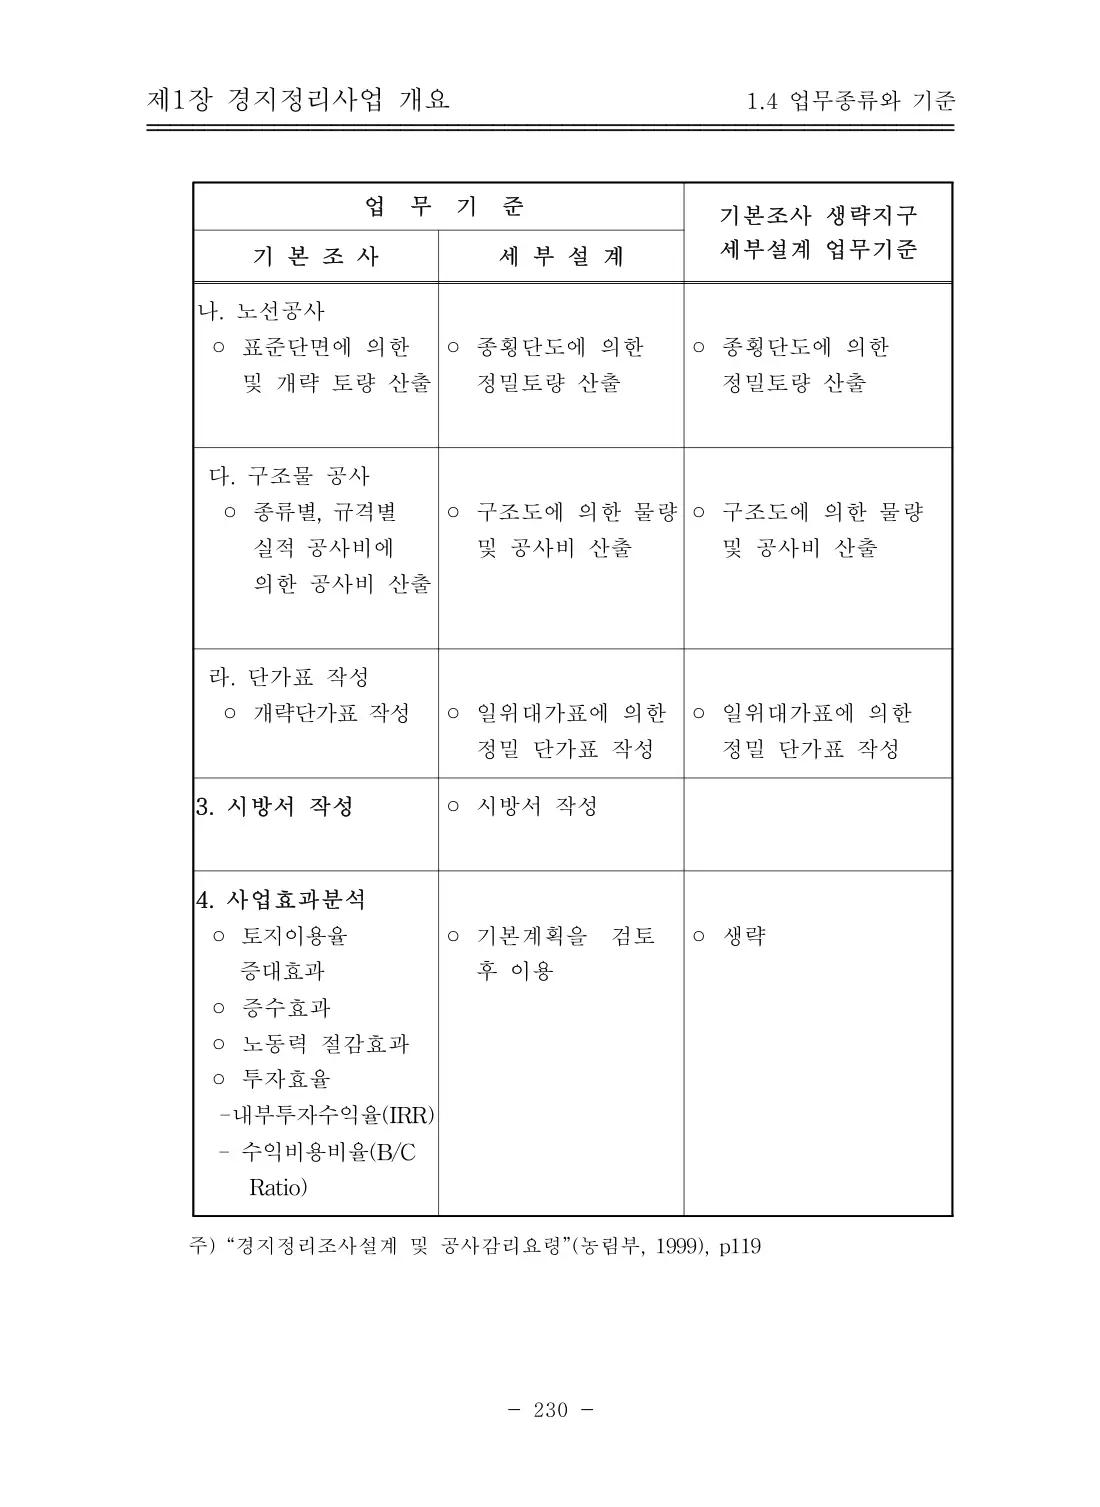 제1장 경지정리사업 개요
1.4 업무종류와 기준
업 무 기 준
기본조사 생략지구
세부설계 업무기준
기 본 조 사
세 부 설 계
나. 노선공사
○ 표준단면에 의한
및 개략 토량 산출
○ 종횡단도에 의한
정밀토량 산출
○ 종횡단도에 의한
정밀토량 산출
다. 구조물 공사
○ 종류별, 규격별
실적 공사비에
의한 공사비 산출
○ 구조도에 의한 물량
및 공사비 산출
○ 구조도에 의한 물량
및 공사비 산출
라. 단가표 작성
○ 개략단가표 작성
○ 일위대가표에 의한
정밀 단가표 작성
○ 일위대가표에 의한
정밀 단가표 작성
3. 시방서 작성
○ 시방서 작성
4. 사업효과분석
○ 토지이용율
증대효과
○ 증수효과
○ 노동력 절감효과
○ 투자효율
-내부투자수익율(IRR)
- 수익비용비율(B/C
Ratio)
○ 기본계획을 검토
후 이용
○ 생략
주) “경지정리조사설계 및 공사감리요령”(농림부, 1999), p119
- 230 -